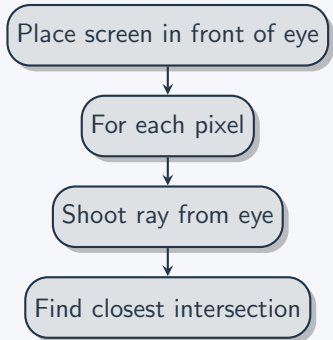 Place screen in front of eye
For each pixel
Shoot ray from eye
Find closest intersection